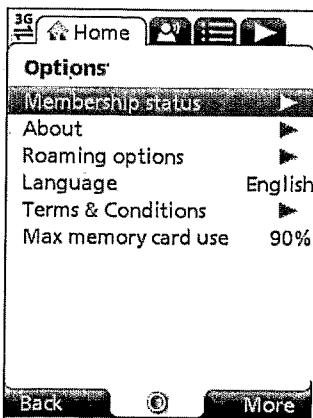 3G
Home
Options
Membership status
About
Roaming options
Language English
Terms & Conditions
Max memory card use 90%
Back More